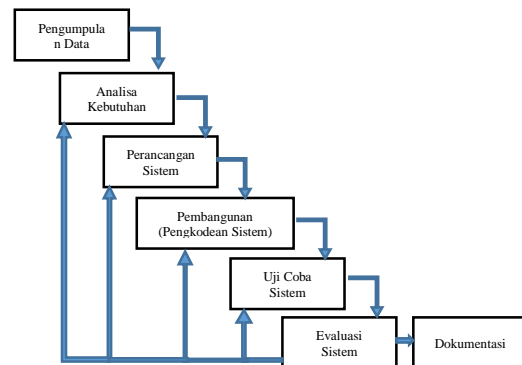 Pengumpula
n Data
Analisa
Kebutuhan
Perancangan
Sistem
Pembangunan
(Pengkodean Sistem)
Uji Coba
Sistem
Evaluasi
Sistem
Dokumentasi